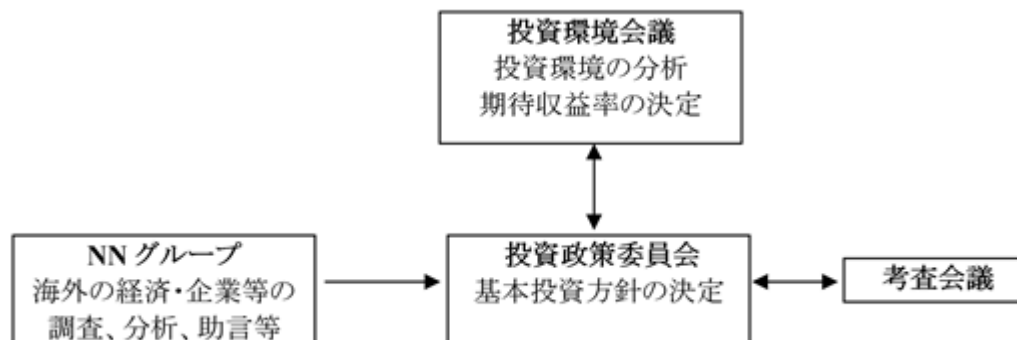 投資環境会議
投資環境の分析
期待収益率の決定
NN グループ
海外の経済・企業等の
調査、分析、助言等
投資政策委員会
基本投資方針の決定
考査会議